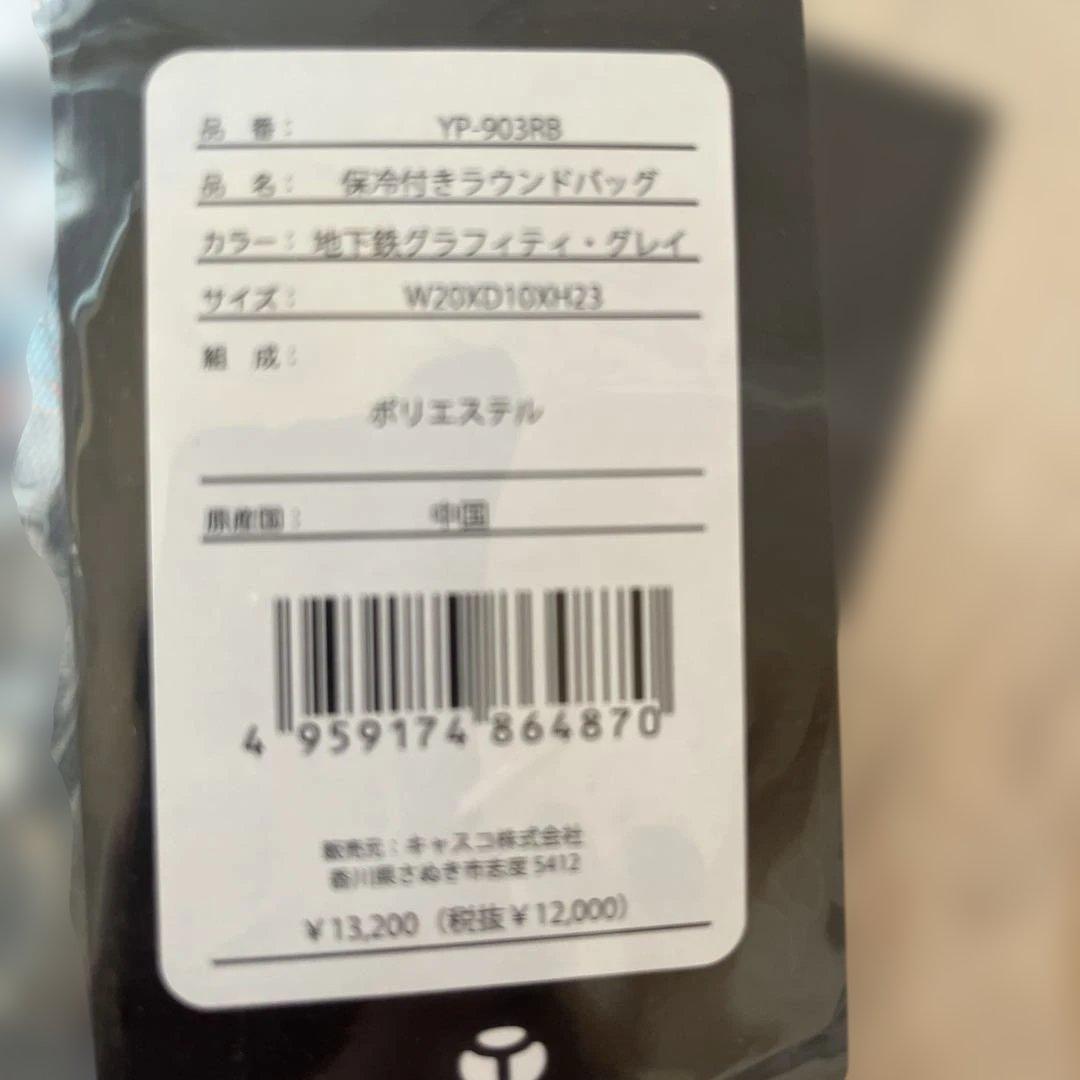 品 番： YP-903RB
品 名： 保冷付きラウンドバッグ
カラー： 地下鉄グラフィティ・グレイ
サイズ： W20XD10XH23
組 成：
ポリエステル
原産国： 中国
4 959174 864870
販売元：キャスコ株式会社
香川県さぬき市志度 5412
￥13,200（税抜￥12,000）